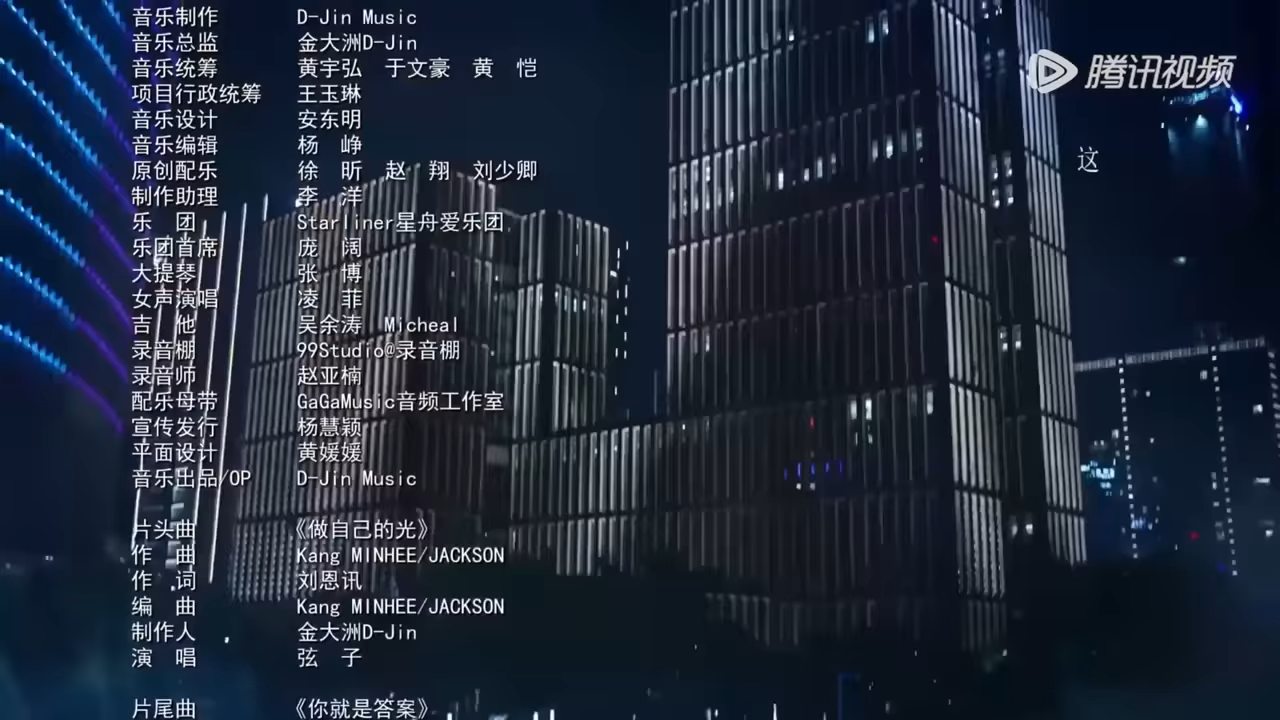 音乐制作 D-Jin Music
音乐总监 金大洲D-Jin
音乐统筹 黄宇弘 于文豪 黄 恺
项目行政统筹 王玉琳
音乐设计 安东明
音乐编辑 杨 峥
原创配乐 徐 昕 赵 翔 刘少卿
制作助理 李 洋
乐 团 Starliner星舟爱乐团
乐团首席 庞 阔
大提琴 张 博
女声演唱 凌 菲
吉 他 吴余涛 Micheal
录音棚 99Studio@录音棚
录音师 赵亚楠
配乐母带 GaGaMusic音频工作室
宣传发行 杨慧颖
平面设计 黄媛媛
音乐出品/OP D-Jin Music
片头曲 《做自己的光》
作 曲 Kang MINHEE/JACKSON
作 词 刘恩讯
编 曲 Kang MINHEE/JACKSON
制作人 金大洲D-Jin
演 唱 弦 子
片尾曲 《你就是答案》
腾讯视频
这